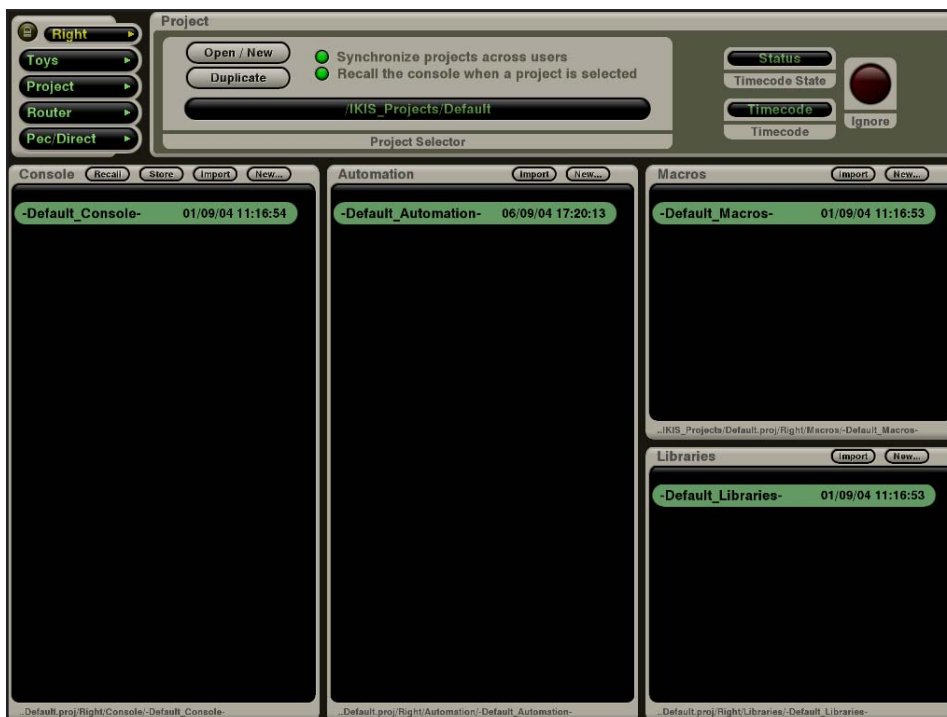 Right
Toys
Project
Router
Pec/Direct
Project
Open / New
Duplicate
Synchronize projects across users
Recall the console when a project is selected
/IKIS_Projects/Default
Project Selector
Status
Timecode State
Timecode
Timecode
Ignore
Console Recall Store Import New...
-Default_Console- 01/09/04 11:16:54
..Default.proj/Right/Console/-Default_Console-
Automation Import New...
-Default_Automation- 06/09/04 17:20:13
..Default.proj/Right/Automation/-Default_Automation-
Macros Import New...
-Default_Macros- 01/09/04 11:16:53
..IKIS_Projects/Default.proj/Right/Macros/-Default_Macros-
Libraries Import New...
-Default_Libraries- 01/09/04 11:16:53
..Default.proj/Right/Libraries/-Default_Libraries-